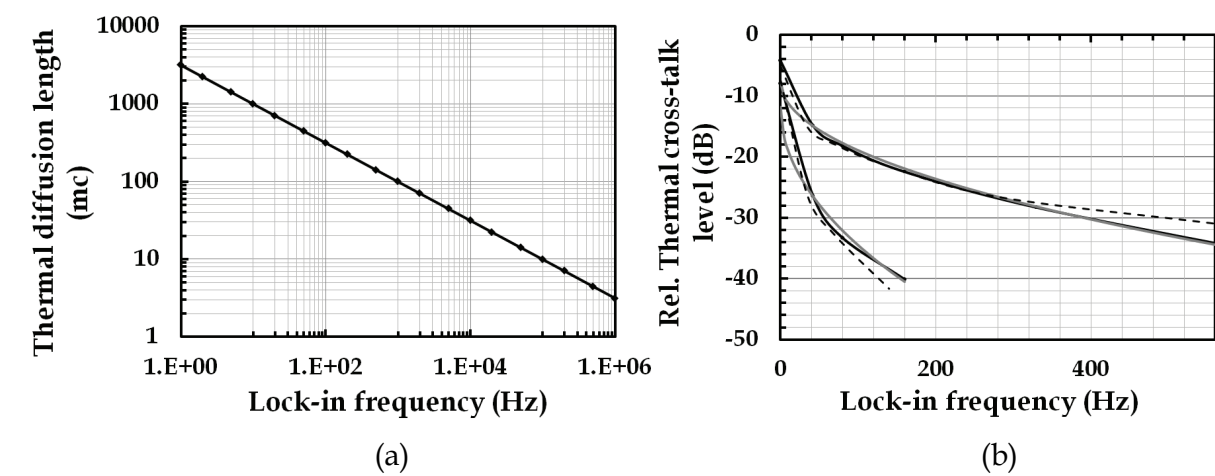 Thermal diffusion length
(mc)
10000
1000
100
10
1
1.E+00
1.E+02
1.E+04
1.E+06
Lock-in frequency (Hz)
(a)
Rel. Thermal cross-talk
level (dB)
0
-10
-20
-30
-40
-50
0
200
400
Lock-in frequency (Hz)
(b)